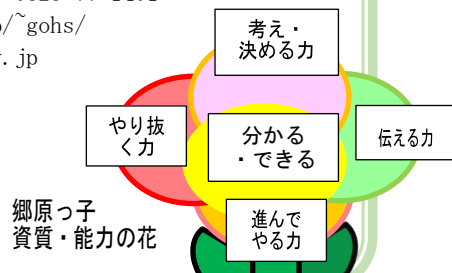 /~gohs/
.jp
考え・
決める力
やり抜
く力
分かる
・できる
伝える力
進んで
やる力
郷原っ子
資質・能力の花